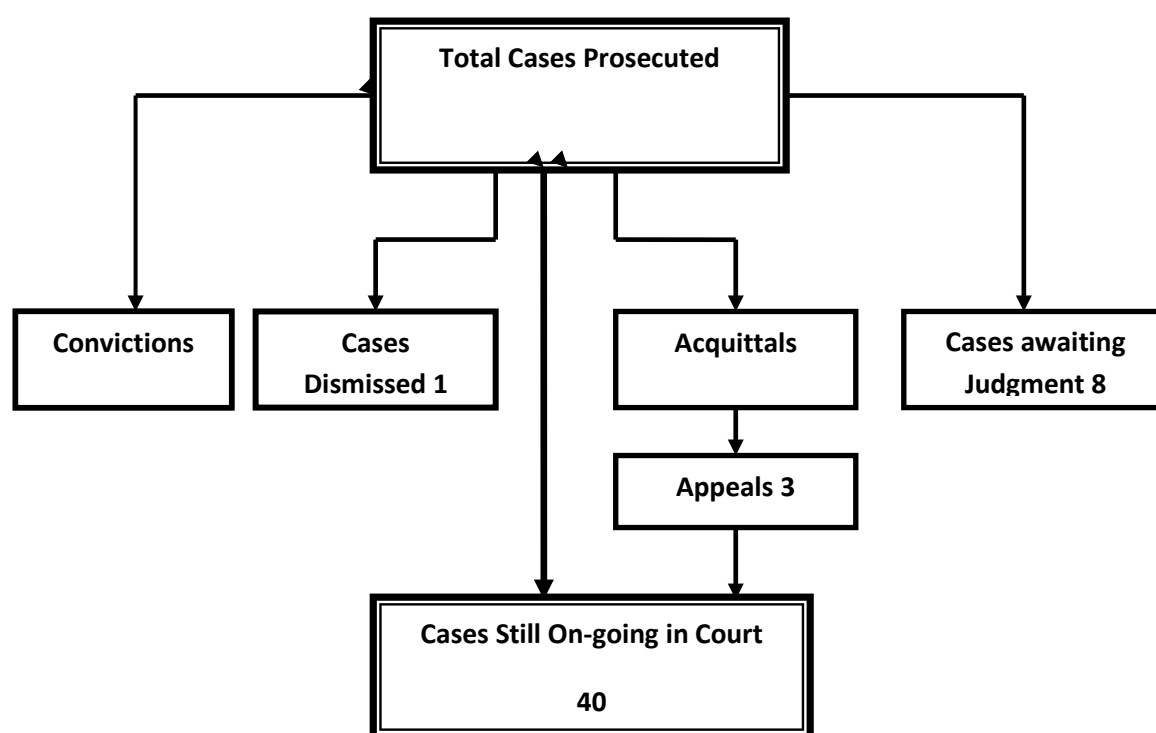 Total Cases Prosecuted
Convictions
Cases
Dismissed 1
Acquittals
Cases awaiting
Judgment 8
Appeals 3
Cases Still On-going in Court
40